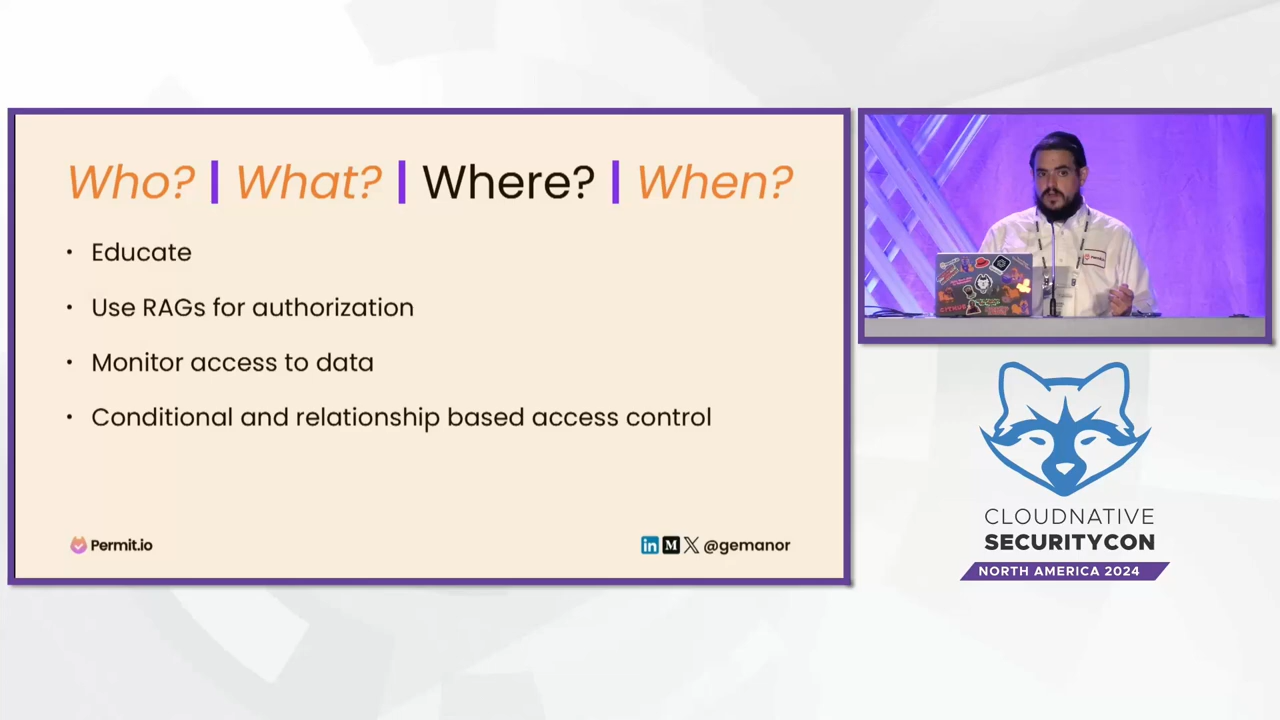 Who? | What? | Where? | When?
• Educate
• Use RAGs for authorization
• Monitor access to data
• Conditional and relationship based access control
Permit.io
in M X @gemanor
CLOUDNATIVE
SECURITYCON
NORTH AMERICA 2024